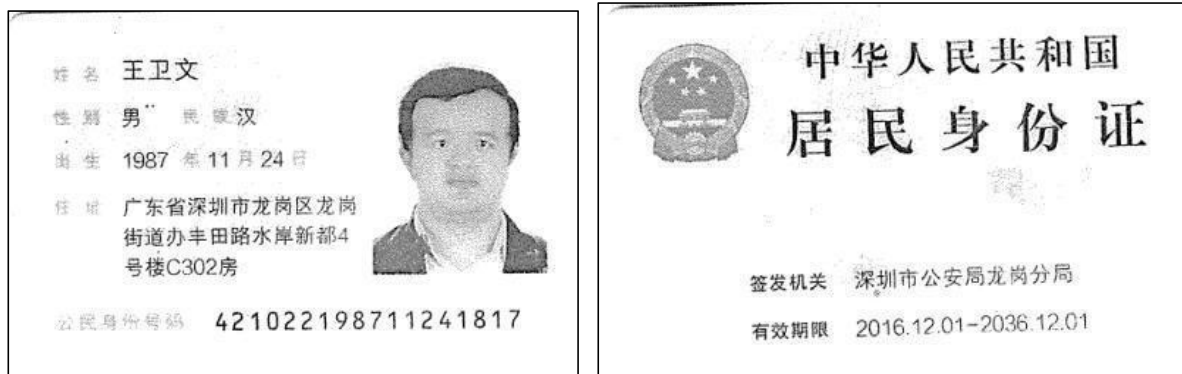 姓 名 王卫文
性 别 男 民 族 汉
出 生 1987 年 11 月 24 日
住 址 广东省深圳市龙岗区龙岗
街道办丰田路水岸新都4
号楼C302房
公民身份号码 421022198711241817
中华人民共和国
居民身份证
签发机关 深圳市公安局龙岗分局
有效期限 2016.12.01-2036.12.01